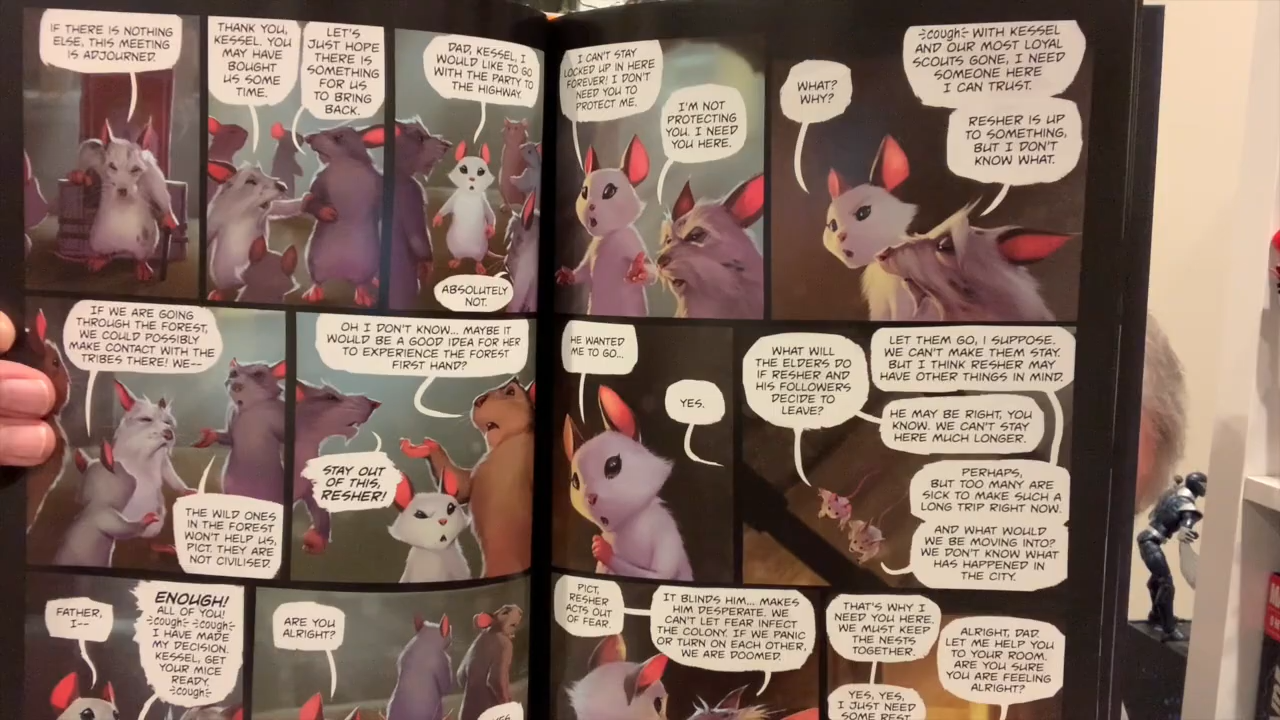 IF THERE IS NOTHING
ELSE, THIS MEETING
IS ADJOURNED.
THANK YOU,
KESSEL. YOU
MAY HAVE
BOUGHT
US SOME
TIME.
LET'S
JUST HOPE
THERE IS
SOMETHING
FOR US
TO BRING
BACK.
DAD, KESSEL, I
WOULD LIKE TO GO
WITH THE PARTY TO
THE HIGHWAY.
ABSOLUTELY
NOT.
IF WE ARE GOING
THROUGH THE FOREST,
WE COULD POSSIBLY
MAKE CONTACT WITH THE
TRIBES THERE! WE--
THE WILD ONES
IN THE FOREST
WON'T HELP US,
PICT. THEY ARE
NOT CIVILISED.
OH I DON'T KNOW... MAYBE IT
WOULD BE A GOOD IDEA FOR HER
TO EXPERIENCE THE FOREST
FIRST HAND?
STAY OUT
OF THIS,
RESHER!
FATHER,
I--
ENOUGH!
ALL OF YOU!
COUGH COUGH
I HAVE MADE
MY DECISION.
KESSEL, GET
YOUR MICE
READY.
COUGH
ARE YOU
ALRIGHT?
YES
I CAN'T STAY
LOCKED UP IN HERE
FOREVER! I DON'T
NEED YOU TO
PROTECT ME.
I'M NOT
PROTECTING
YOU. I NEED
YOU HERE.
WHAT?
WHY?
COUGH WITH KESSEL
AND OUR MOST LOYAL
SCOUTS GONE, I NEED
SOMEONE HERE
I CAN TRUST.
RESHER IS UP
TO SOMETHING,
BUT I DON'T
KNOW WHAT.
HE WANTED
ME TO GO...
YES.
WHAT WILL
THE ELDERS DO
IF RESHER AND
HIS FOLLOWERS
DECIDE TO
LEAVE?
LET THEM GO, I SUPPOSE.
WE CAN'T MAKE THEM STAY.
BUT I THINK RESHER MAY
HAVE OTHER THINGS IN MIND.
HE MAY BE RIGHT, YOU
KNOW. WE CAN'T STAY
HERE MUCH LONGER.
PERHAPS,
BUT TOO MANY ARE
SICK TO MAKE SUCH A
LONG TRIP RIGHT NOW.
AND WHAT WOULD
WE BE MOVING INTO?
WE DON'T KNOW WHAT
HAS HAPPENED IN
THE CITY.
PICT,
RESHER
ACTS OUT
OF FEAR.
IT BLINDS HIM... MAKES
HIM DESPERATE. WE
CAN'T LET FEAR INFECT
THE COLONY. IF WE PANIC
OR TURN ON EACH OTHER,
WE ARE DOOMED.
THAT'S WHY I
NEED YOU HERE.
WE MUST KEEP
THE NESTS
TOGETHER.
YES, YES,
I JUST NEED
SOME REST
ALRIGHT, DAD.
LET ME HELP YOU
TO YOUR ROOM.
ARE YOU SURE
YOU ARE FEELING
ALRIGHT?